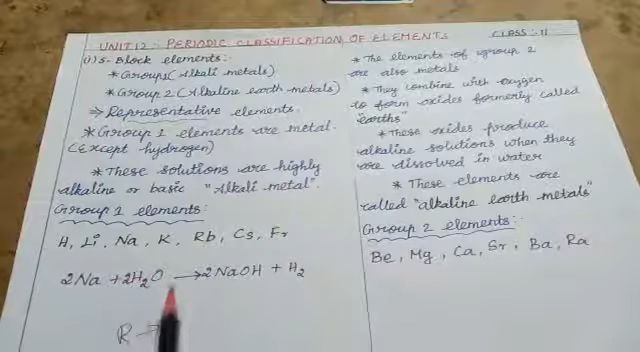 UNIT12 : PERIODIC CLASSIFICATION OF ELEMENTS
CLASS : 11
(i) S- Block elements:
* Group1 (Alkali metals)
* Group 2 (Alkaline earth-metals)
⇒ Representative elements.
* Group 1 elements are metal.
(Except hydrogen)
* These solutions are highly
alkaline or basic "Alkali metal".
Group 1 elements:
H, Li, Na, K, Rb, Cs, Fr
2Na + 2H₂O → 2NaOH + H₂
R →
* The elements of group 2
are also metals
* They combine with oxygen
to form oxides formerly called
"earths"
* These oxides produce
alkaline solutions when they
are dissolved in water
* These elements are
called "alkaline earth metals"
Group 2 elements:
Be, Mg, Ca, Sr, Ba, Ra